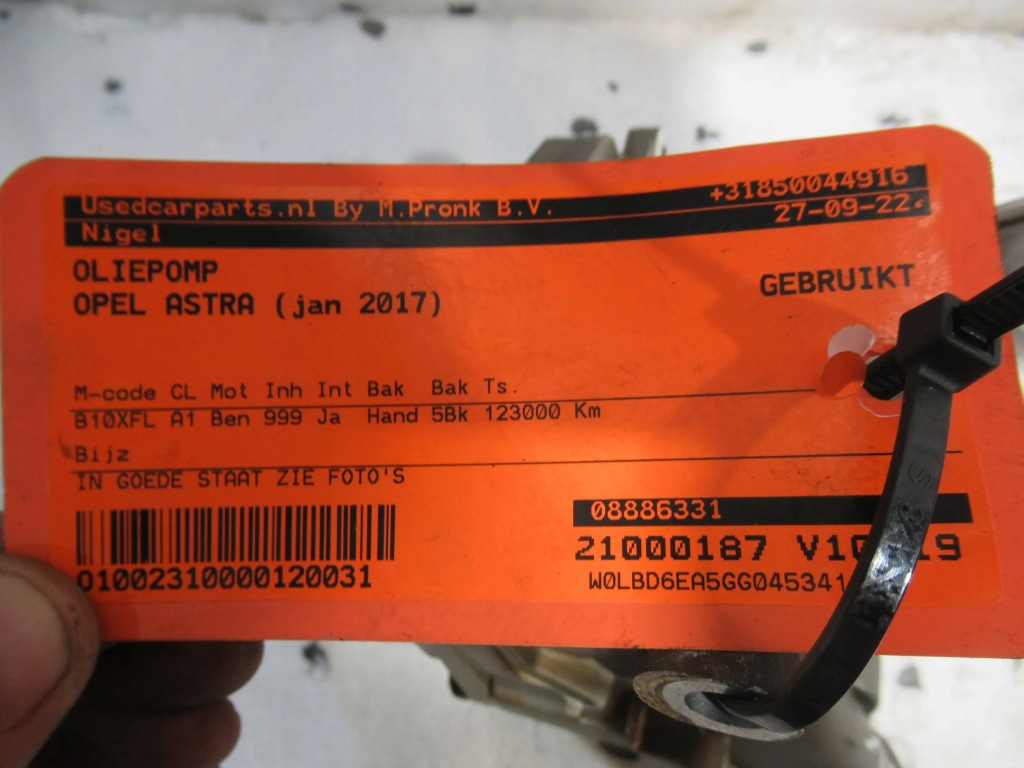 Usedcarparts.nl By M.Pronk B.V. +31850044916
Nigel 27-09-22
OLIEPOMP
OPEL ASTRA (jan 2017) GEBRUIKT
M-code CL Mot Inh Int Bak Bak Ts.
B10XFL A1 Ben 999 Ja Hand 5Bk 123000 Km
Bijz
IN GOEDE STAAT ZIE FOTO'S
08886331
21000187
01002310000120031